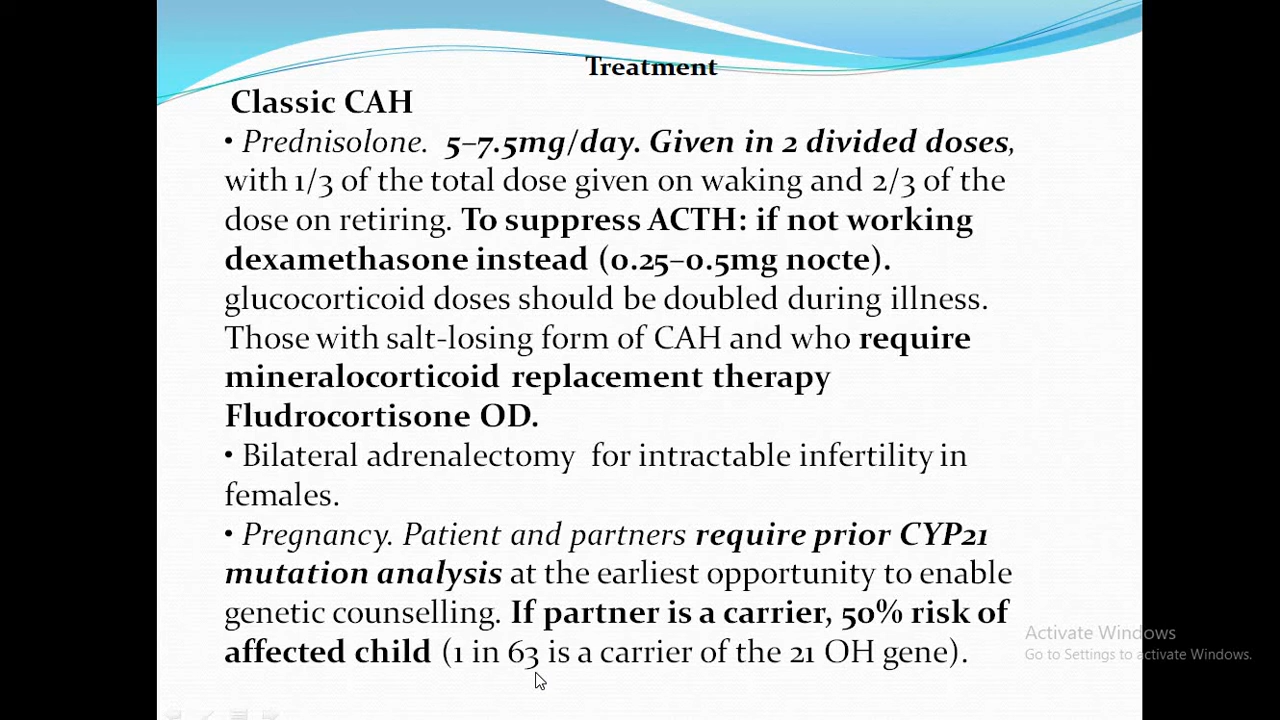 Treatment
Classic CAH
• Prednisolone. 5–7.5mg/day. Given in 2 divided doses,
with 1/3 of the total dose given on waking and 2/3 of the
dose on retiring. To suppress ACTH: if not working
dexamethasone instead (0.25–0.5mg nocte).
glucocorticoid doses should be doubled during illness.
Those with salt-losing form of CAH and who require
mineralocorticoid replacement therapy
Fludrocortisone OD.
• Bilateral adrenalectomy for intractable infertility in
females.
• Pregnancy. Patient and partners require prior CYP21
mutation analysis at the earliest opportunity to enable
genetic counselling. If partner is a carrier, 50% risk of
affected child (1 in 63 is a carrier of the 21 OH gene).
Activate Windows
Go to Settings to activate Windows.